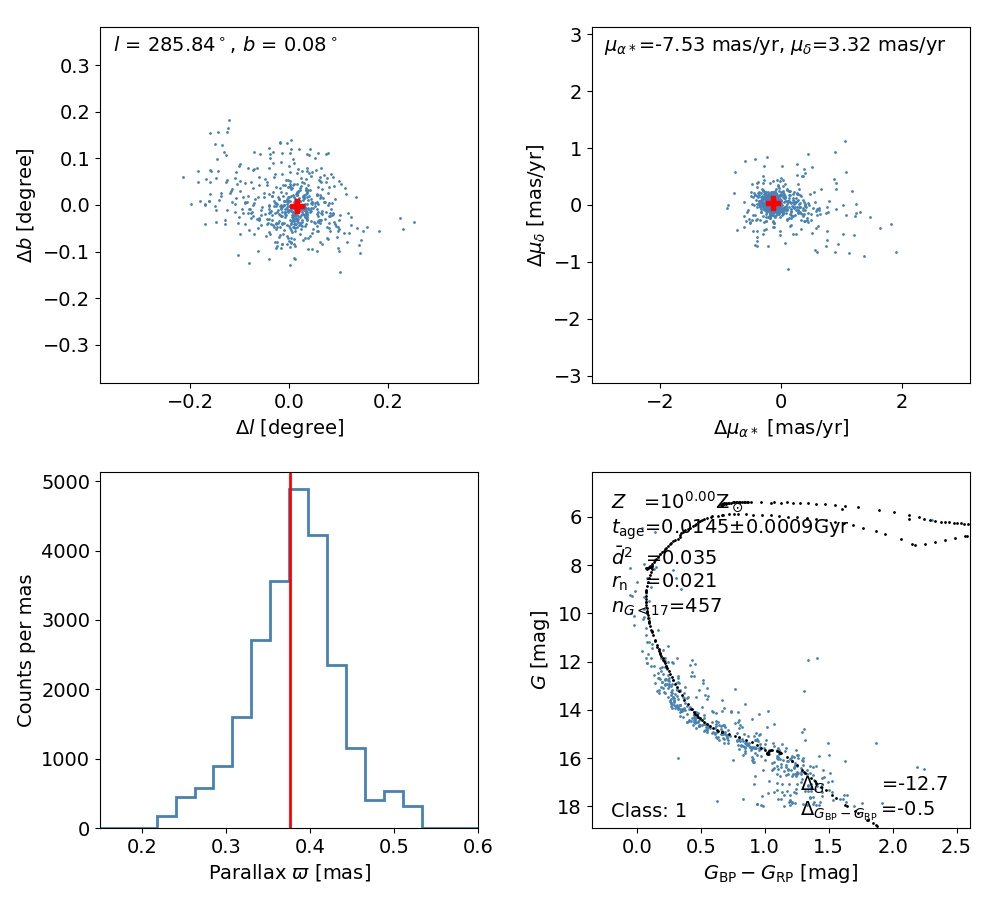 l = 285.84°, b = 0.08°
0.3
0.2
0.1
0.0
−0.1
−0.2
−0.3
Δb [degree]
−0.2 0.0 0.2
Δl [degree]
μα*=-7.53 mas/yr, μδ=3.32 mas/yr
3
2
1
0
−1
−2
−3
Δμδ [mas/yr]
−2 0 2
Δμα* [mas/yr]
5000
4000
3000
2000
1000
0
Counts per mas
0.2 0.3 0.4 0.5 0.6
Parallax ϖ [mas]
Z =10^0.00 Z⊙
t_age=0.0145±0.0009Gyr
d̄² =0.035
r_n =0.021
n_G<17=457
6
8
10
12
14
16
18
G [mag]
Δ_G =-12.7
Δ_G_BP−G_RP =-0.5
Class: 1
0.0 0.5 1.0 1.5 2.0 2.5
G_BP − G_RP [mag]